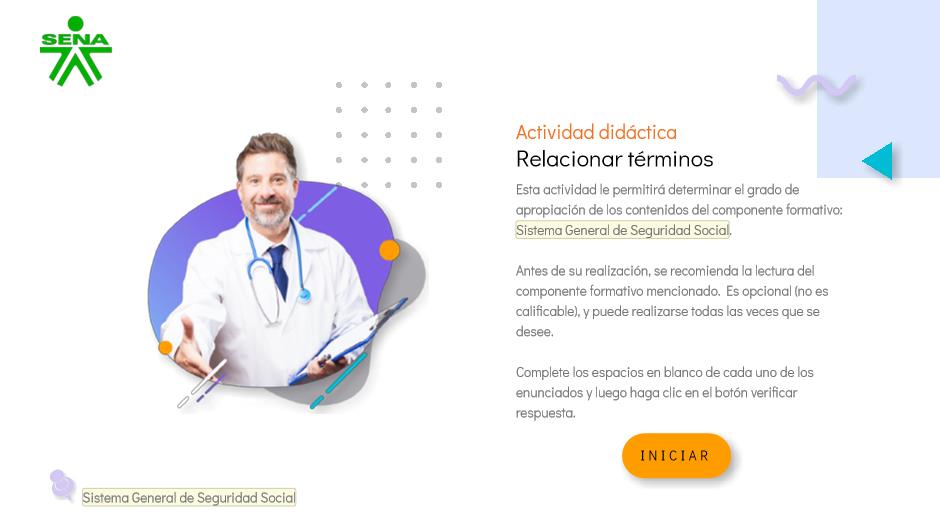 SENA
Actividad didáctica
Relacionar términos
Esta actividad le permitirá determinar el grado de
apropiación de los contenidos del componente formativo:
Sistema General de Seguridad Social.
Antes de su realización, se recomienda la lectura del
componente formativo mencionado. Es opcional (no es
calificable), y puede realizarse todas las veces que se
desee.
Complete los espacios en blanco de cada uno de los
enunciados y luego haga clic en el botón verificar
respuesta.
INICIAR
Sistema General de Seguridad Social